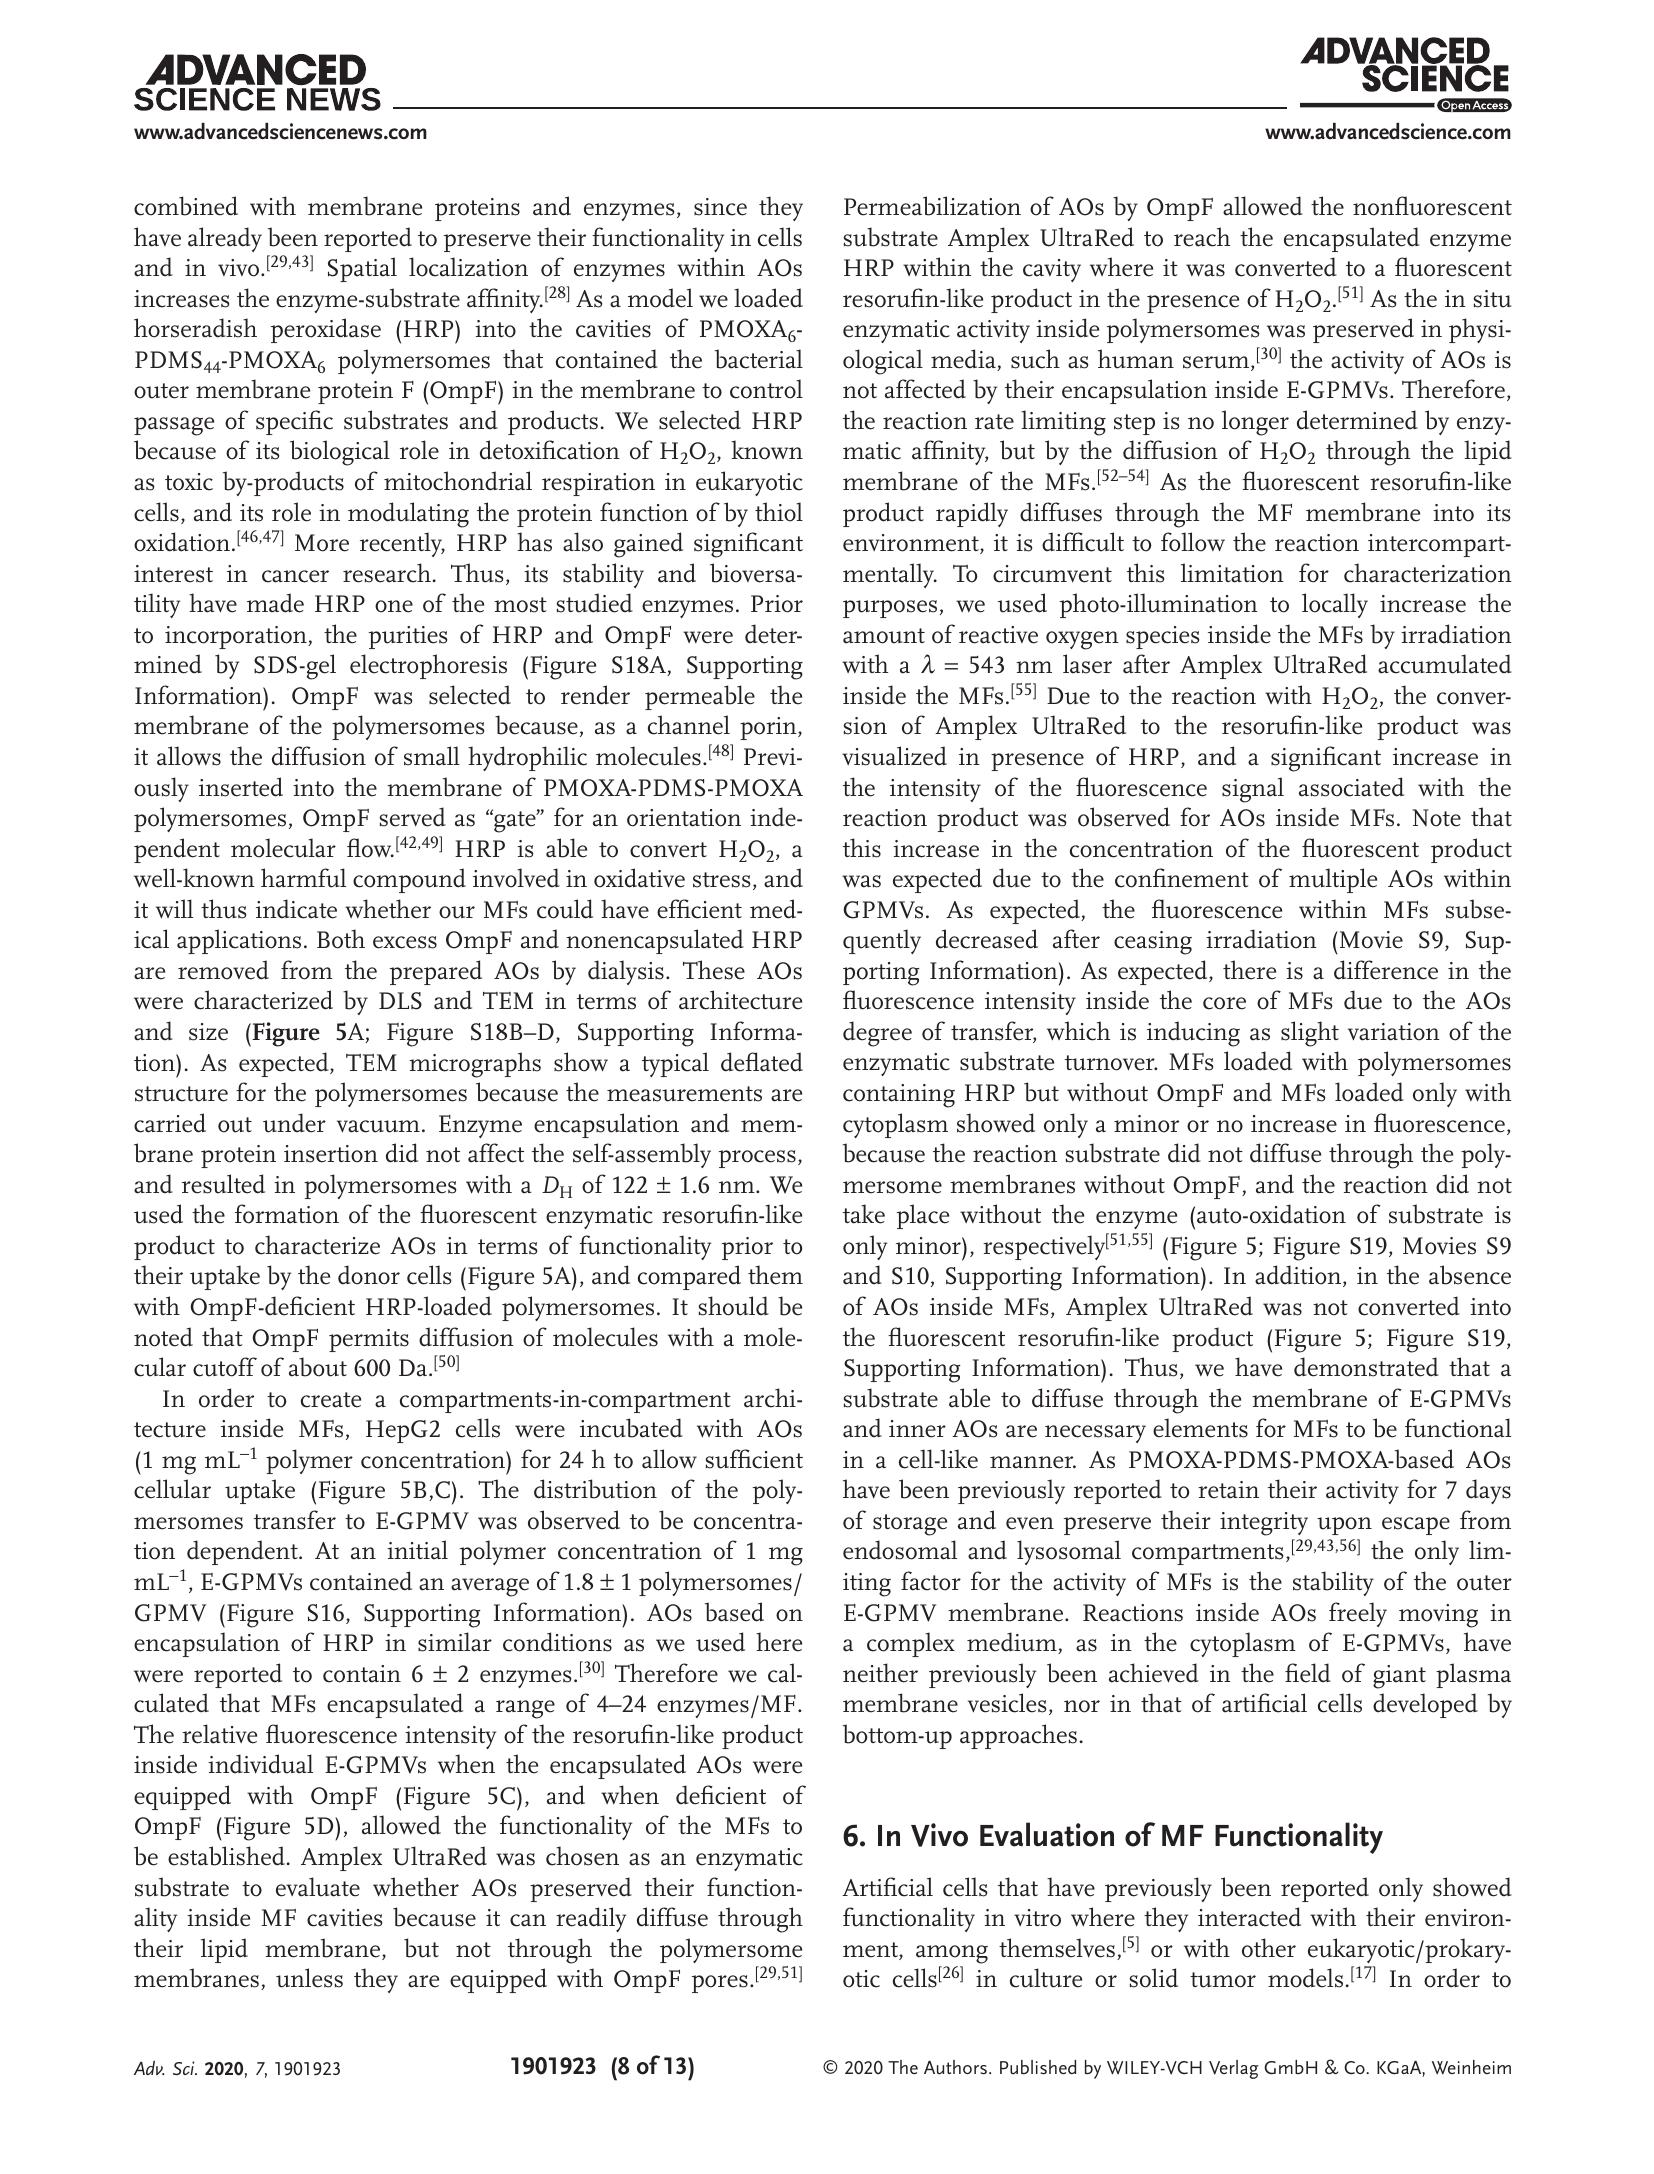 ADVANCED
SCIENCE NEWS
www.advancedsciencenews.com
ADVANCED
SCIENCE
Open Access
www.advancedscience.com
combined with membrane proteins and enzymes, since they
have already been reported to preserve their functionality in cells
and in vivo.[29,43] Spatial localization of enzymes within AOs
increases the enzyme-substrate affinity.[28] As a model we loaded
horseradish peroxidase (HRP) into the cavities of PMOXA6-
PDMS44-PMOXA6 polymersomes that contained the bacterial
outer membrane protein F (OmpF) in the membrane to control
passage of specific substrates and products. We selected HRP
because of its biological role in detoxification of H2O2, known
as toxic by-products of mitochondrial respiration in eukaryotic
cells, and its role in modulating the protein function of by thiol
oxidation.[46,47] More recently, HRP has also gained significant
interest in cancer research. Thus, its stability and bioversa-
tility have made HRP one of the most studied enzymes. Prior
to incorporation, the purities of HRP and OmpF were deter-
mined by SDS-gel electrophoresis (Figure S18A, Supporting
Information). OmpF was selected to render permeable the
membrane of the polymersomes because, as a channel porin,
it allows the diffusion of small hydrophilic molecules.[48] Previ-
ously inserted into the membrane of PMOXA-PDMS-PMOXA
polymersomes, OmpF served as “gate” for an orientation inde-
pendent molecular flow.[42,49] HRP is able to convert H2O2, a
well-known harmful compound involved in oxidative stress, and
it will thus indicate whether our MFs could have efficient med-
ical applications. Both excess OmpF and nonencapsulated HRP
are removed from the prepared AOs by dialysis. These AOs
were characterized by DLS and TEM in terms of architecture
and size (Figure 5A; Figure S18B–D, Supporting Informa-
tion). As expected, TEM micrographs show a typical deflated
structure for the polymersomes because the measurements are
carried out under vacuum. Enzyme encapsulation and mem-
brane protein insertion did not affect the self-assembly process,
and resulted in polymersomes with a DH of 122 ± 1.6 nm. We
used the formation of the fluorescent enzymatic resorufin-like
product to characterize AOs in terms of functionality prior to
their uptake by the donor cells (Figure 5A), and compared them
with OmpF-deficient HRP-loaded polymersomes. It should be
noted that OmpF permits diffusion of molecules with a mole-
cular cutoff of about 600 Da.[50]
In order to create a compartments-in-compartment archi-
tecture inside MFs, HepG2 cells were incubated with AOs
(1 mg mL−1 polymer concentration) for 24 h to allow sufficient
cellular uptake (Figure 5B,C). The distribution of the poly-
mersomes transfer to E-GPMV was observed to be concentra-
tion dependent. At an initial polymer concentration of 1 mg
mL−1, E-GPMVs contained an average of 1.8 ± 1 polymersomes/
GPMV (Figure S16, Supporting Information). AOs based on
encapsulation of HRP in similar conditions as we used here
were reported to contain 6 ± 2 enzymes.[30] Therefore we cal-
culated that MFs encapsulated a range of 4–24 enzymes/MF.
The relative fluorescence intensity of the resorufin-like product
inside individual E-GPMVs when the encapsulated AOs were
equipped with OmpF (Figure 5C), and when deficient of
OmpF (Figure 5D), allowed the functionality of the MFs to
be established. Amplex UltraRed was chosen as an enzymatic
substrate to evaluate whether AOs preserved their function-
ality inside MF cavities because it can readily diffuse through
their lipid membrane, but not through the polymersome
membranes, unless they are equipped with OmpF pores.[29,51]
Permeabilization of AOs by OmpF allowed the nonfluorescent
substrate Amplex UltraRed to reach the encapsulated enzyme
HRP within the cavity where it was converted to a fluorescent
resorufin-like product in the presence of H2O2.[51] As the in situ
enzymatic activity inside polymersomes was preserved in physi-
ological media, such as human serum,[30] the activity of AOs is
not affected by their encapsulation inside E-GPMVs. Therefore,
the reaction rate limiting step is no longer determined by enzy-
matic affinity, but by the diffusion of H2O2 through the lipid
membrane of the MFs.[52–54] As the fluorescent resorufin-like
product rapidly diffuses through the MF membrane into its
environment, it is difficult to follow the reaction intercompart-
mentally. To circumvent this limitation for characterization
purposes, we used photo-illumination to locally increase the
amount of reactive oxygen species inside the MFs by irradiation
with a λ = 543 nm laser after Amplex UltraRed accumulated
inside the MFs.[55] Due to the reaction with H2O2, the conver-
sion of Amplex UltraRed to the resorufin-like product was
visualized in presence of HRP, and a significant increase in
the intensity of the fluorescence signal associated with the
reaction product was observed for AOs inside MFs. Note that
this increase in the concentration of the fluorescent product
was expected due to the confinement of multiple AOs within
GPMVs. As expected, the fluorescence within MFs subse-
quently decreased after ceasing irradiation (Movie S9, Sup-
porting Information). As expected, there is a difference in the
fluorescence intensity inside the core of MFs due to the AOs
degree of transfer, which is inducing as slight variation of the
enzymatic substrate turnover. MFs loaded with polymersomes
containing HRP but without OmpF and MFs loaded only with
cytoplasm showed only a minor or no increase in fluorescence,
because the reaction substrate did not diffuse through the poly-
mersome membranes without OmpF, and the reaction did not
take place without the enzyme (auto-oxidation of substrate is
only minor), respectively[51,55] (Figure 5; Figure S19, Movies S9
and S10, Supporting Information). In addition, in the absence
of AOs inside MFs, Amplex UltraRed was not converted into
the fluorescent resorufin-like product (Figure 5; Figure S19,
Supporting Information). Thus, we have demonstrated that a
substrate able to diffuse through the membrane of E-GPMVs
and inner AOs are necessary elements for MFs to be functional
in a cell-like manner. As PMOXA-PDMS-PMOXA-based AOs
have been previously reported to retain their activity for 7 days
of storage and even preserve their integrity upon escape from
endosomal and lysosomal compartments,[29,43,56] the only lim-
iting factor for the activity of MFs is the stability of the outer
E-GPMV membrane. Reactions inside AOs freely moving in
a complex medium, as in the cytoplasm of E-GPMVs, have
neither previously been achieved in the field of giant plasma
membrane vesicles, nor in that of artificial cells developed by
bottom-up approaches.
6. In Vivo Evaluation of MF Functionality
Artificial cells that have previously been reported only showed
functionality in vitro where they interacted with their environ-
ment, among themselves,[5] or with other eukaryotic/prokary-
otic cells[26] in culture or solid tumor models.[17] In order to
Adv. Sci. 2020, 7, 1901923
1901923 (8 of 13)
© 2020 The Authors. Published by WILEY-VCH Verlag GmbH & Co. KGaA, Weinheim